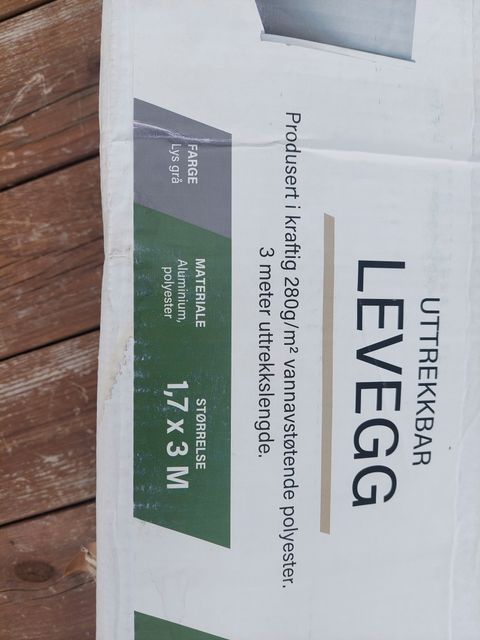 UTTREKKBAR
LEVEGG
Produsert i kraftig 280g/m² vannavstøtende polyester.
3 meter uttrekkslengde.
FARGE
Lys grå
MATERIALE
Aluminium,
polyester
STØRRELSE
1,7 X 3 M